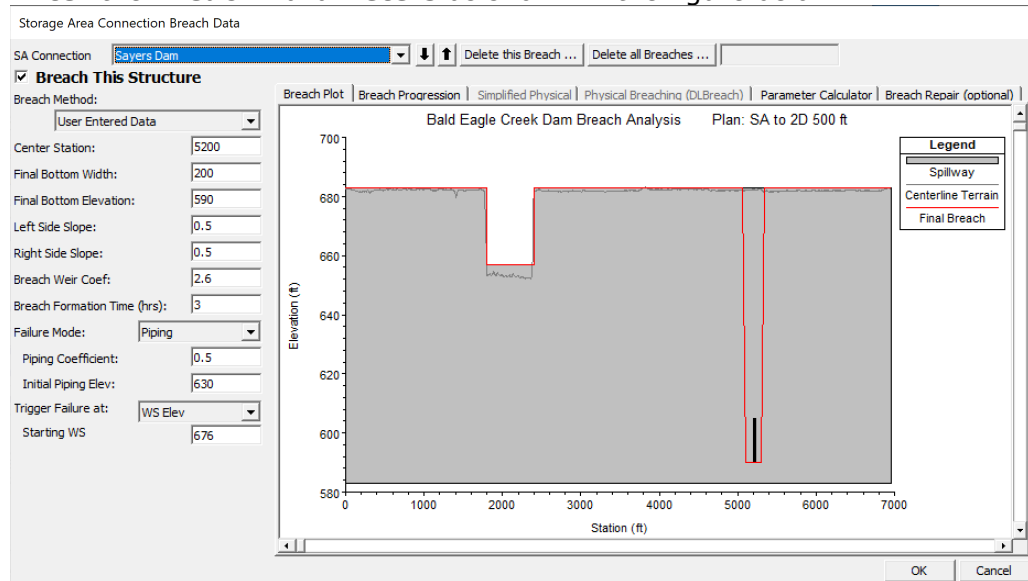 Storage Area Connection Breach Data
SA Connection Sayers Dam Delete this Breach ... Delete all Breaches ...
Breach This Structure
Breach Method:
User Entered Data
Center Station: 5200
Final Bottom Width: 200
Final Bottom Elevation: 590
Left Side Slope: 0.5
Right Side Slope: 0.5
Breach Weir Coef: 2.6
Breach Formation Time (hrs): 3
Failure Mode: Piping
Piping Coefficient: 0.5
Initial Piping Elev: 630
Trigger Failure at: WS Elev
Starting WS 676
Breach Plot Breach Progression Simplified Physical Physical Breaching (DLBreach) Parameter Calculator Breach Repair (optional)
Bald Eagle Creek Dam Breach Analysis Plan: SA to 2D 500 ft
Legend
Spillway
Centerline Terrain
Final Breach
Elevation (ft)
700
680
660
640
620
600
580
0 1000 2000 3000 4000 5000 6000 7000
Station (ft)
OK Cancel